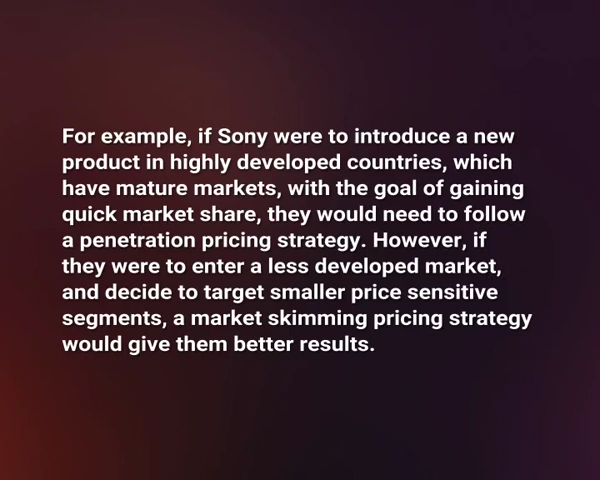 For example, if Sony were to introduce a new
product in highly developed countries, which
have mature markets, with the goal of gaining
quick market share, they would need to follow
a penetration pricing strategy. However, if
they were to enter a less developed market,
and decide to target smaller price sensitive
segments, a market skimming pricing strategy
would give them better results.